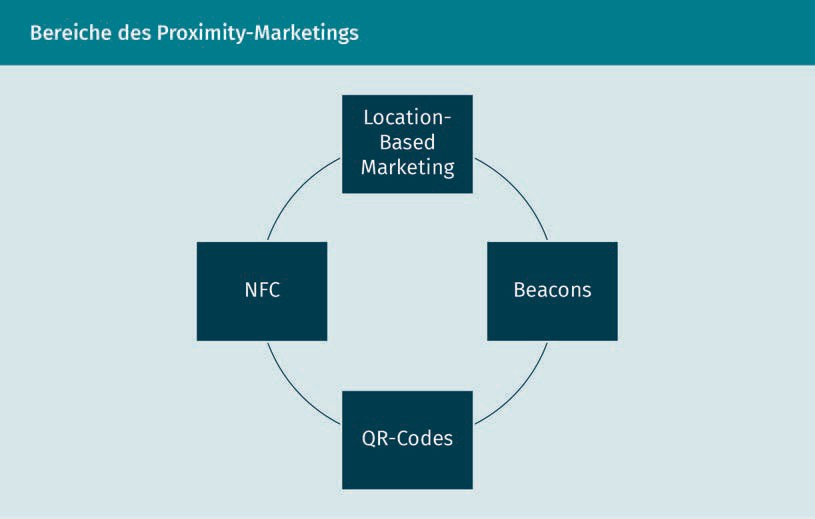 Bereiche des Proximity-Marketings
Location-
Based
Marketing
NFC
Beacons
QR-Codes